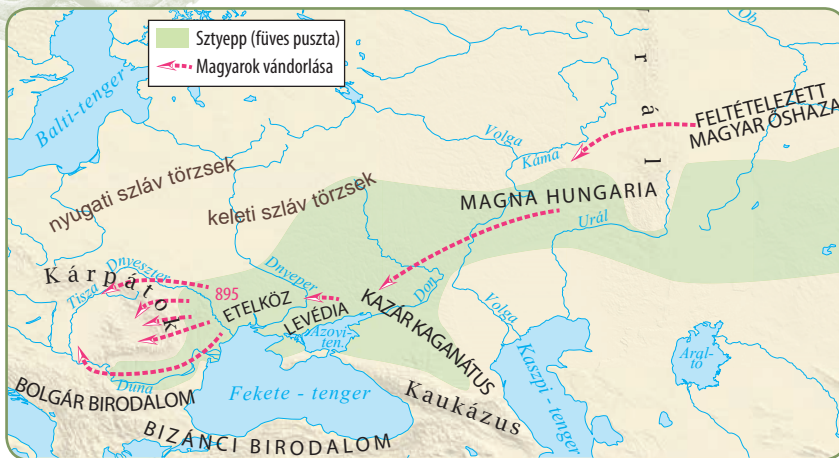 Sztyepp (füves puszta)
Magyarok vándorlása
Balti-tenger
Ob
Urál
FELTÉTELEZETT
MAGYAR ŐSHAZA
Volga
Káma
nyugati szláv törzsek
keleti szláv törzsek
MAGNA HUNGARIA
Urál
Kárpátok
Dnyeszter
Tisza
Dnyeper
Don
895
ETELKÖZ
LEVÉDIA
KAZÁR KAGANÁTUS
Volga
Azovi-
ten.
Aral-
tó
Duna
BOLGÁR BIRODALOM
Fekete - tenger
Kaukázus
Kaszpi - tenger
BIZÁNCI BIRODALOM